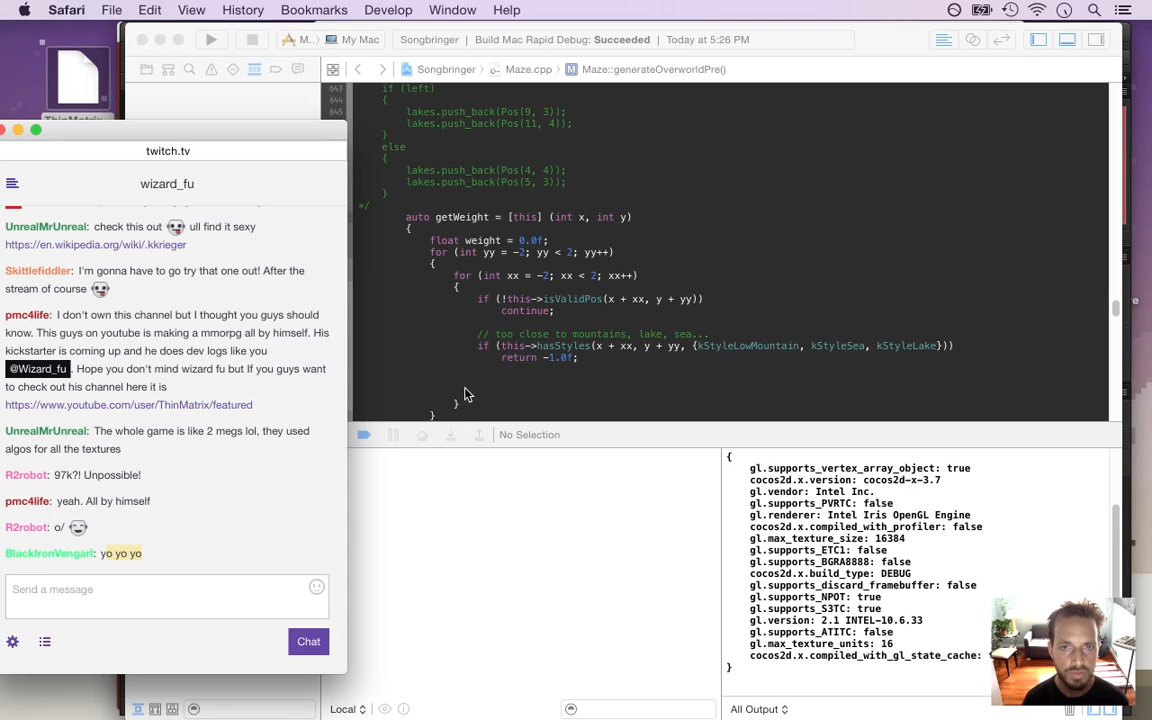 Safari File Edit View History Bookmarks Develop Window Help
M... My Mac
Songbringer | Build Mac Rapid Debug: Succeeded | Today at 5:26 PM
Songbringer Maze.cpp M Maze::generateOverworldPre()
ThinMatrix
643 if (left)
644 {
645 lakes.push_back(Pos(9, 3));
lakes.push_back(Pos(11, 4));
}
else
{
lakes.push_back(Pos(4, 4));
lakes.push_back(Pos(5, 3));
}
*/
auto getWeight = [this] (int x, int y)
{
float weight = 0.0f;
for (int yy = -2; yy < 2; yy++)
{
for (int xx = -2; xx < 2; xx++)
{
if (!this->isValidPos(x + xx, y + yy))
continue;
// too close to mountains, lake, sea...
if (this->hasStyles(x + xx, y + yy, {kStyleLowMountain, kStyleSea, kStyleLake}))
return -1.0f;
}
}
twitch.tv
wizard_fu
UnrealMrUnreal: check this out ull find it sexy
https://en.wikipedia.org/wiki/.kkrieger
Skittlefiddler: I'm gonna have to go try that one out! After the
stream of course
pmc4life: I don't own this channel but I thought you guys should
know. This guys on youtube is making a mmorpg all by himself. His
kickstarter is coming up and he does dev logs like you
@Wizard_fu . Hope you don't mind wizard fu but If you guys want
to check out his channel here it is
https://www.youtube.com/user/ThinMatrix/featured
UnrealMrUnreal: The whole game is like 2 megs lol, they used
algos for all the textures
R2robot: 97k?! Unpossible!
pmc4life: yeah. All by himself
R2robot: o/
BlackIronVengarl: yo yo yo
Send a message
Chat
No Selection
{
gl.supports_vertex_array_object: true
cocos2d.x.version: cocos2d-x-3.7
gl.vendor: Intel Inc.
gl.supports_PVRTC: false
gl.renderer: Intel Iris OpenGL Engine
cocos2d.x.compiled_with_profiler: false
gl.max_texture_size: 16384
gl.supports_ETC1: false
gl.supports_BGRA8888: false
cocos2d.x.build_type: DEBUG
gl.supports_discard_framebuffer: false
gl.supports_NPOT: true
gl.supports_S3TC: true
gl.version: 2.1 INTEL-10.6.33
gl.supports_ATITC: false
gl.max_texture_units: 16
cocos2d.x.compiled_with_gl_state_cache:
}
Local
All Output